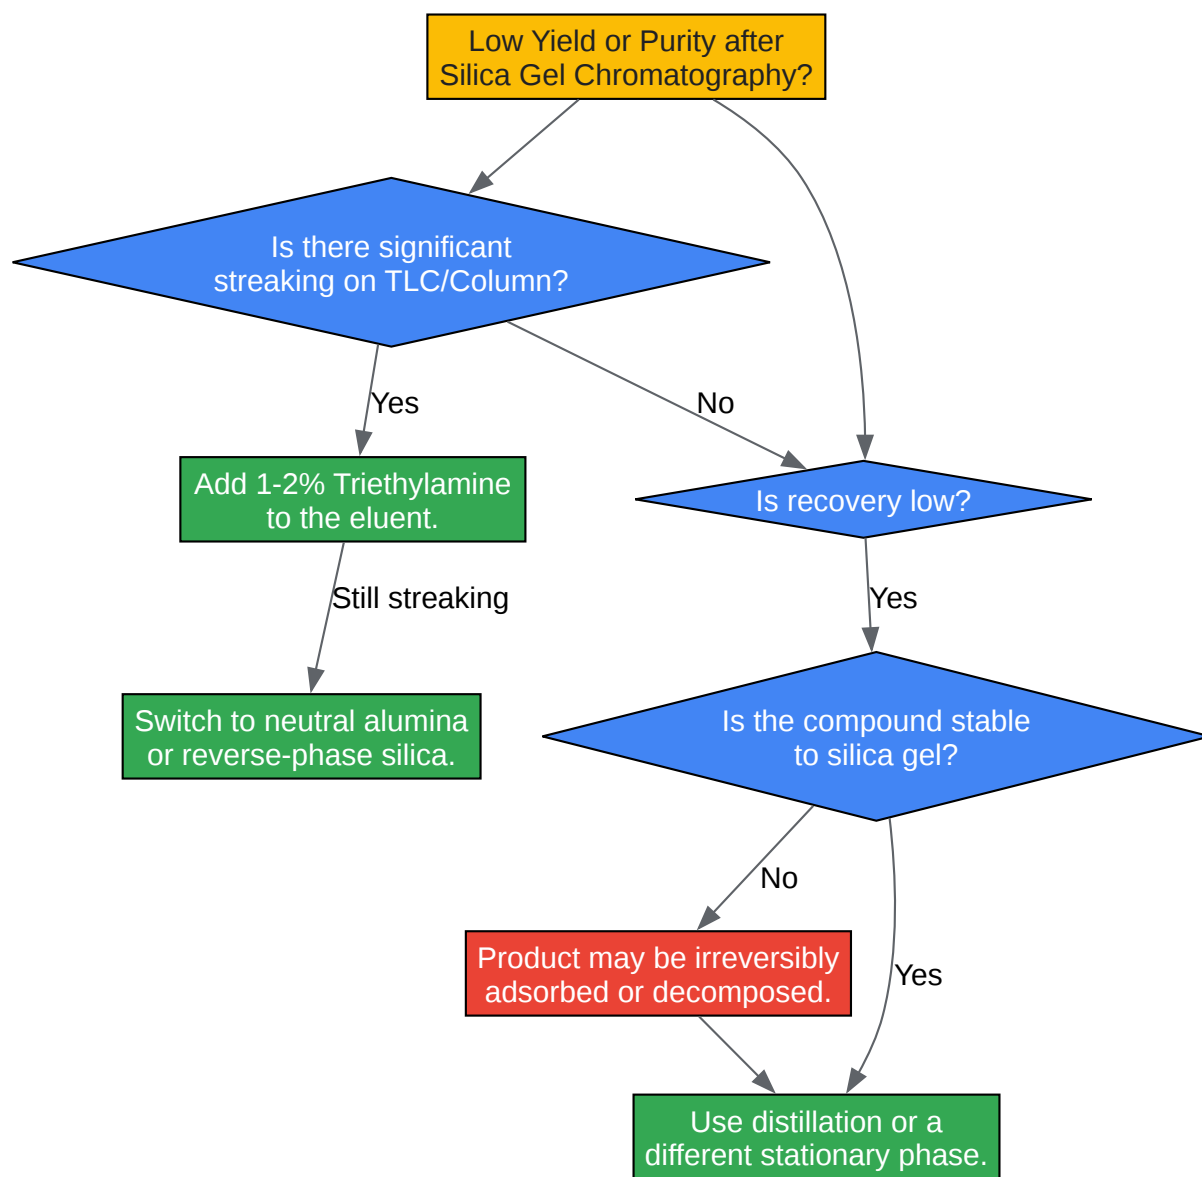 Low Yield or Purity after
Silica Gel Chromatography?
Is there significant
streaking on TLC/Column?
Yes
No
Add 1-2% Triethylamine
to the eluent.
Is recovery low?
Still streaking
Yes
Switch to neutral alumina
or reverse-phase silica.
Is the compound stable
to silica gel?
No
Yes
Product may be irreversibly
adsorbed or decomposed.
Use distillation or a
different stationary phase.